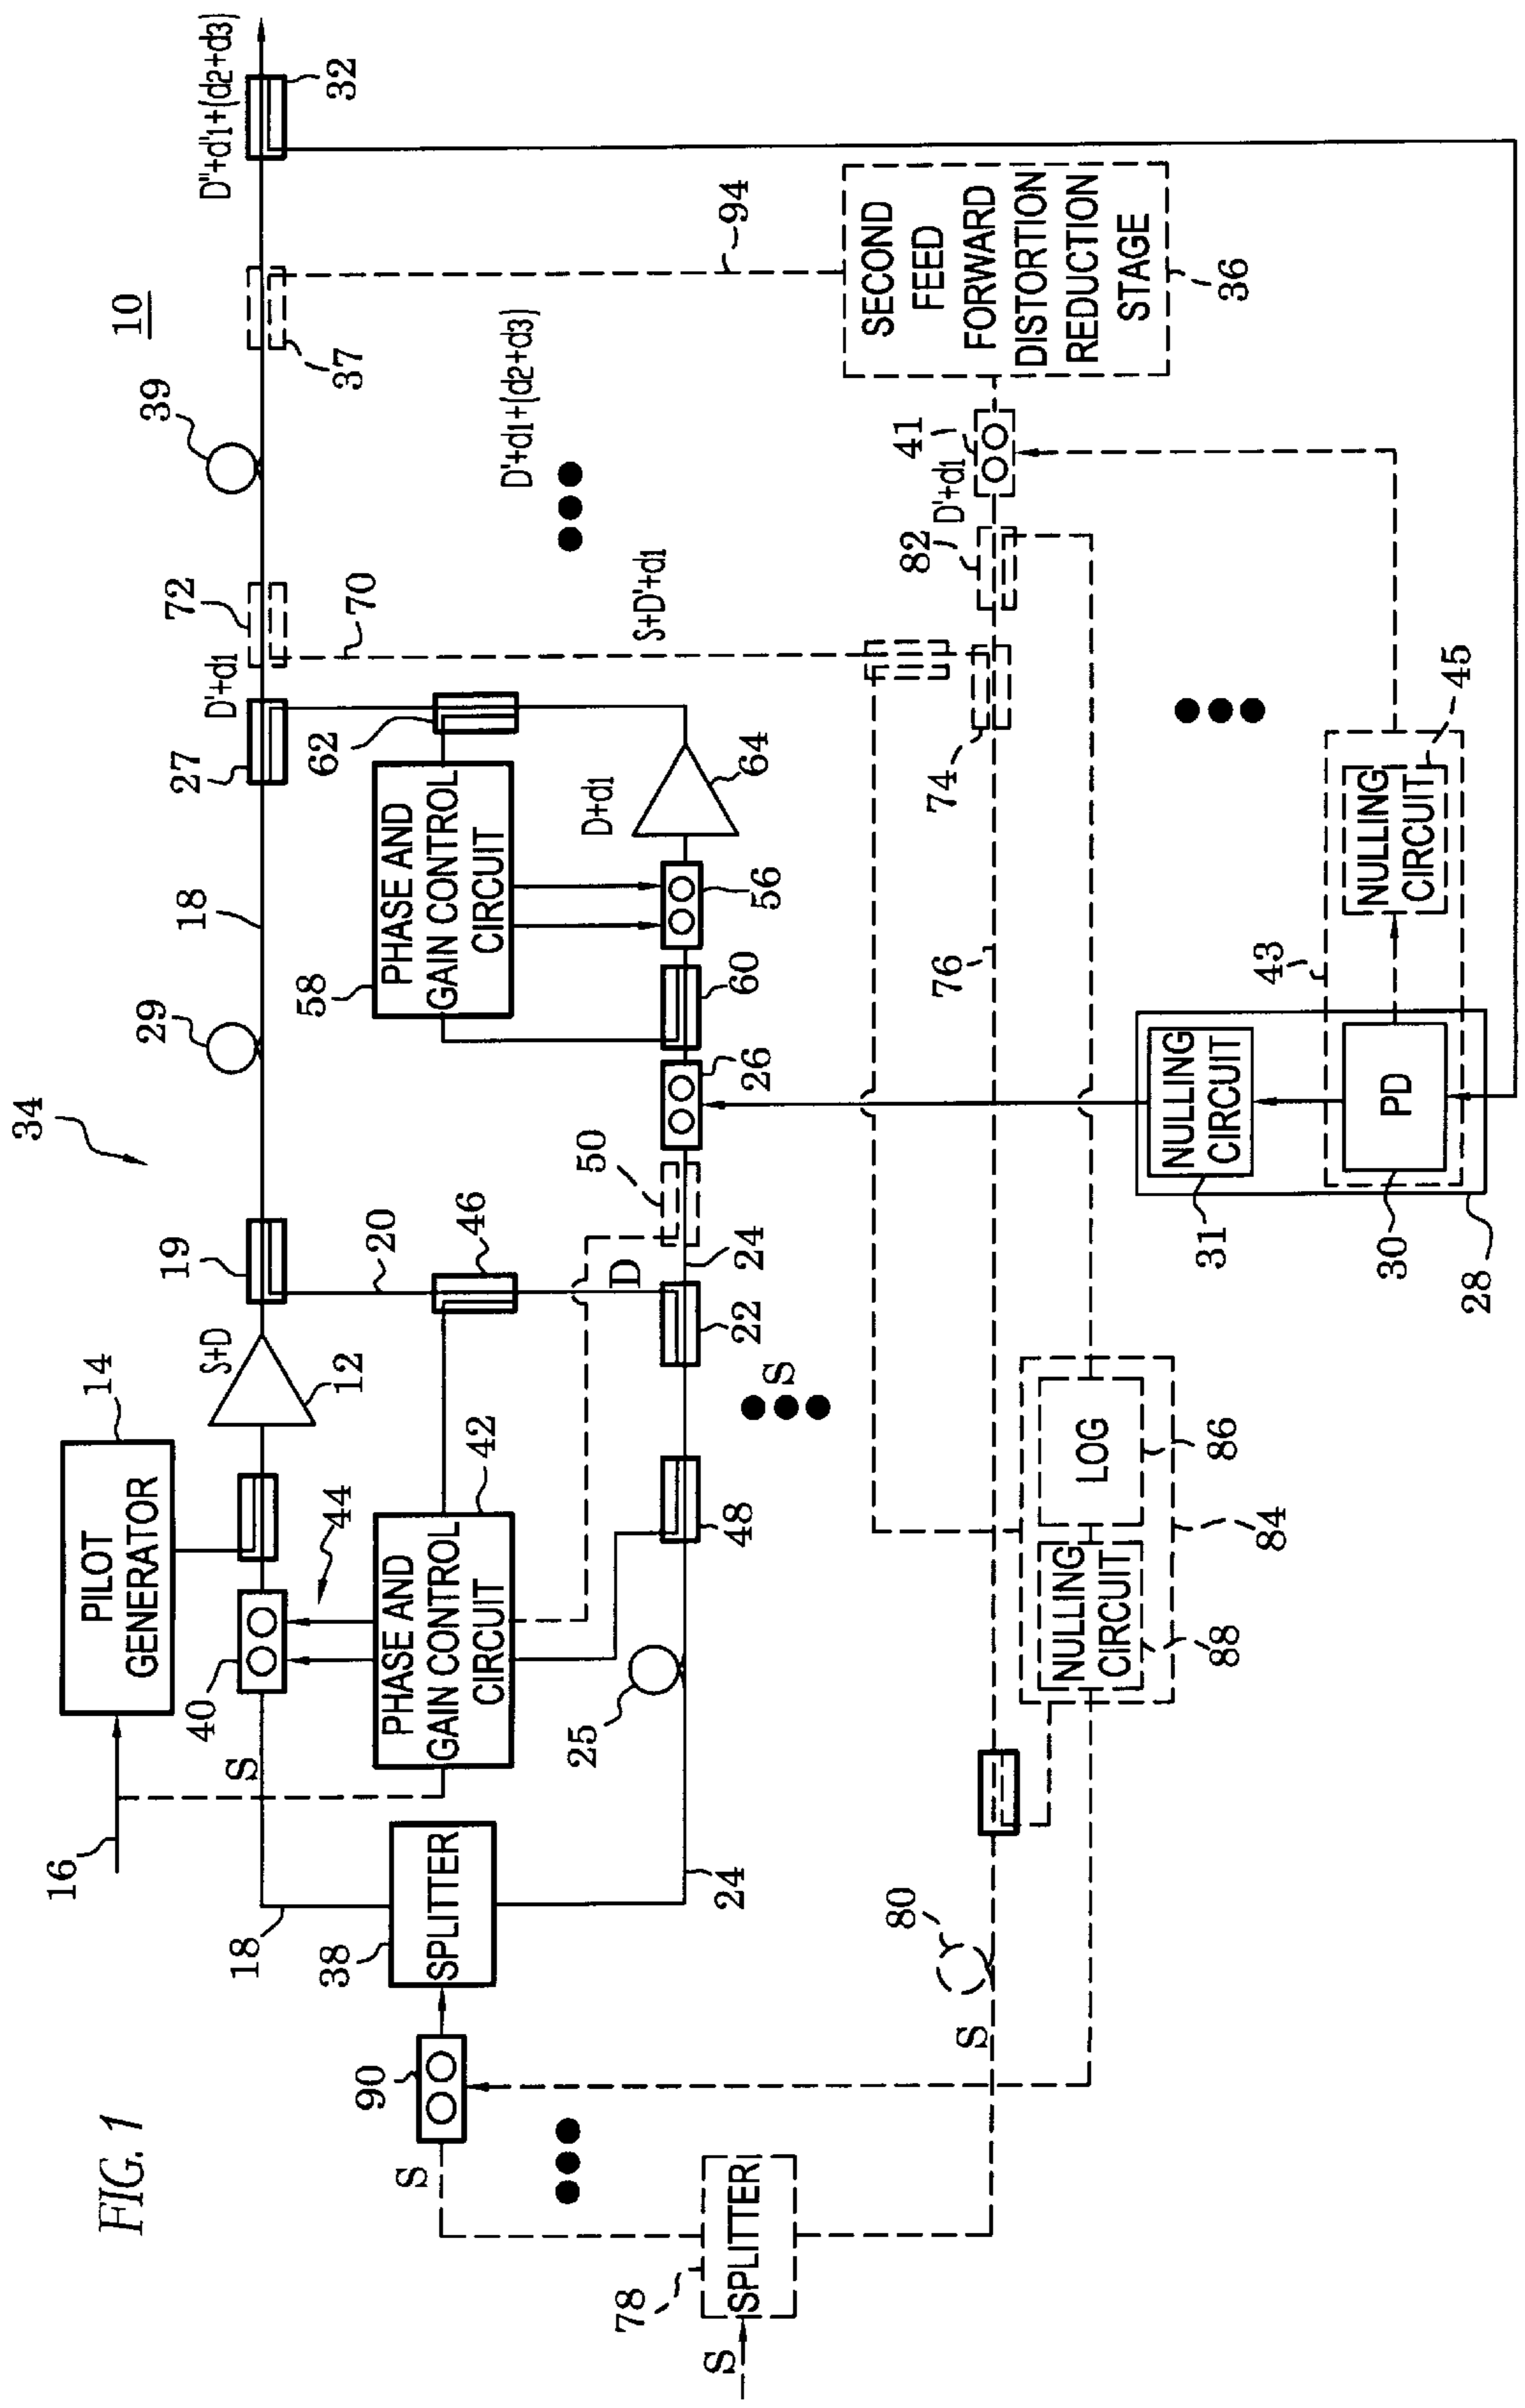 FIG. 1
10
34
16
PILOT
GENERATOR
14
S
18
40
44
S+D
12
19
29
18
27
D'+d1
72
39
37
D''+d'1+(d2+d3)
32
SPLITTER
38
PHASE AND
GAIN CONTROL
CIRCUIT
42
20
46
58
PHASE AND
GAIN CONTROL
CIRCUIT
62
70
D'+d1+(d2+d3)
94
S
90
24
25
48
D
22
24
50
26
60
56
D+d1
64
S+D'+d1
S
SPLITTER
78
S
S
80
76
74
82
D'+d1
41
SECOND
FEED
FORWARD
DISTORTION
REDUCTION
STAGE
36
NULLING
CIRCUIT
88
LOG
86
84
NULLING
CIRCUIT
31
PD
30
28
43
NULLING
CIRCUIT
45